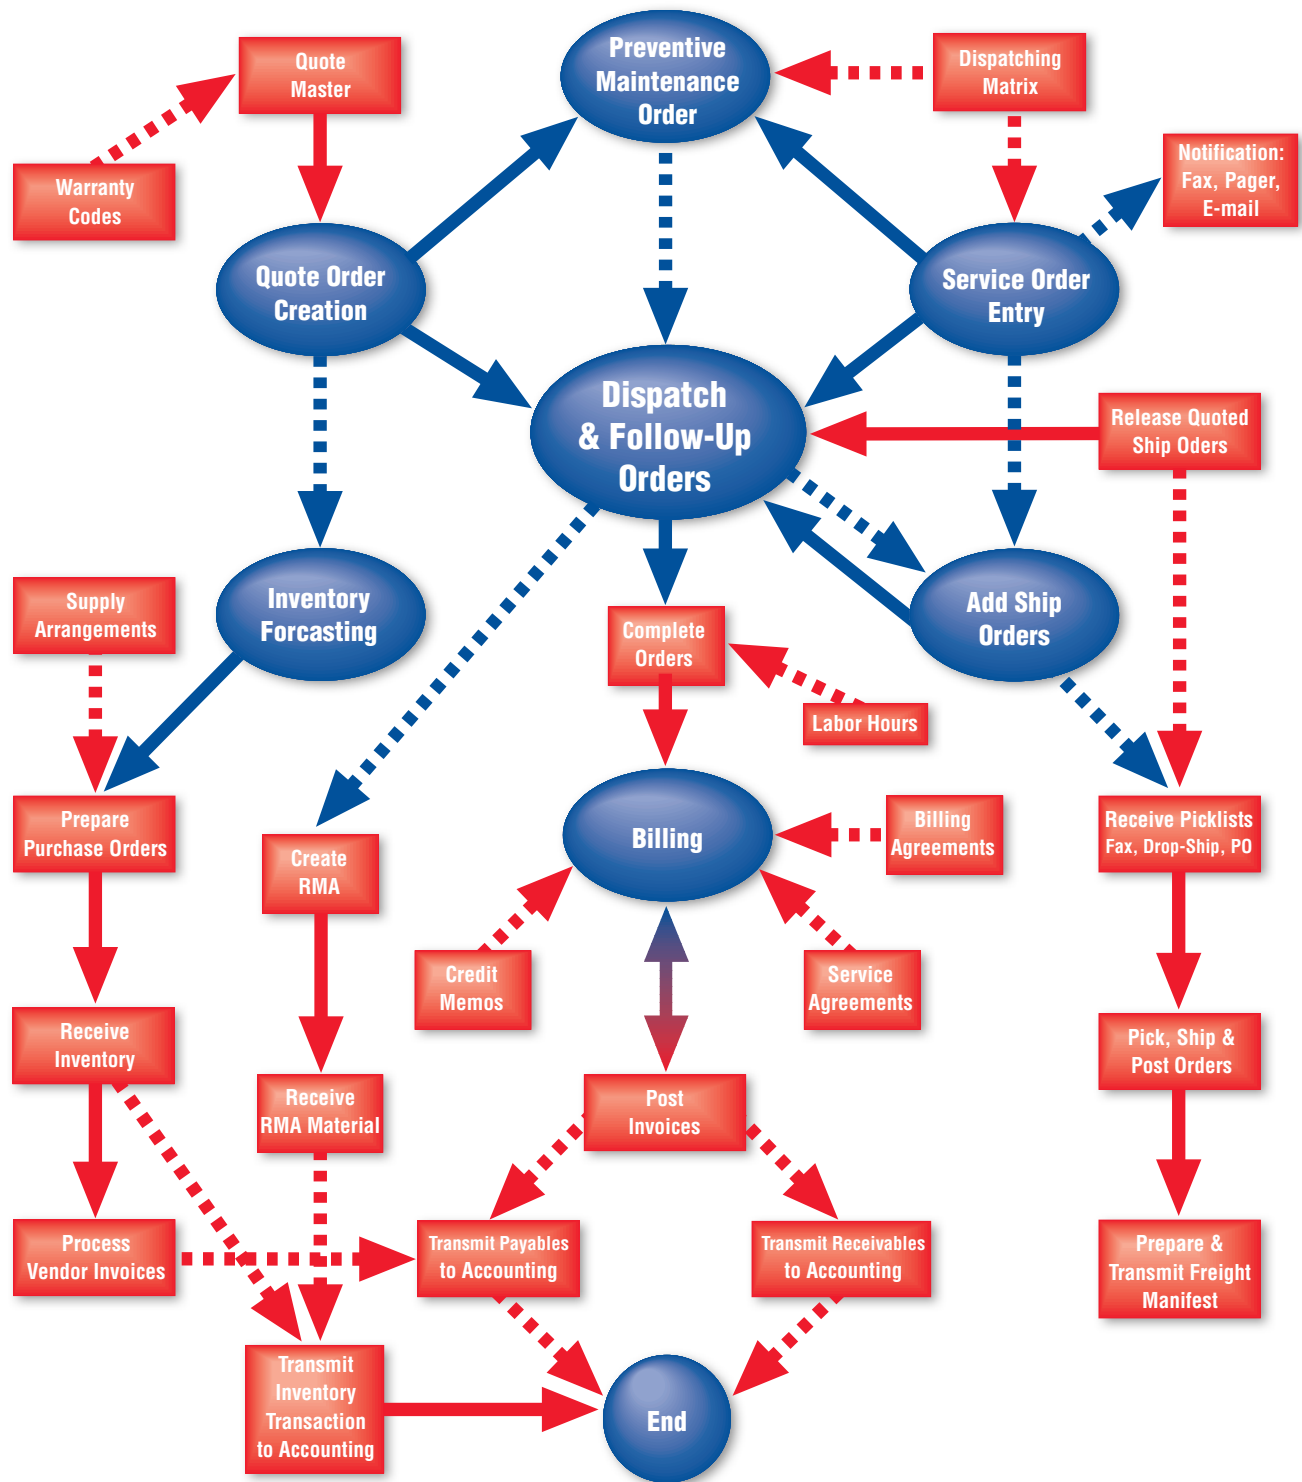 Quote
Master
Preventive
Maintenance
Order
Dispatching
Matrix
Notification:
Fax, Pager,
E-mail
Warranty
Codes
Quote Order
Creation
Service Order
Entry
Dispatch
& Follow-Up
Orders
Release Quoted
Ship Oders
Supply
Arrangements
Inventory
Forcasting
Complete
Orders
Add Ship
Orders
Labor Hours
Prepare
Purchase Orders
Create
RMA
Billing
Billing
Agreements
Receive Picklists
Fax, Drop-Ship, PO
Credit
Memos
Service
Agreements
Receive
Inventory
Receive
RMA Material
Post
Invoices
Pick, Ship &
Post Orders
Process
Vendor Invoices
Transmit Payables
to Accounting
Transmit Receivables
to Accounting
Prepare &
Transmit Freight
Manifest
Transmit
Inventory
Transaction
to Accounting
End